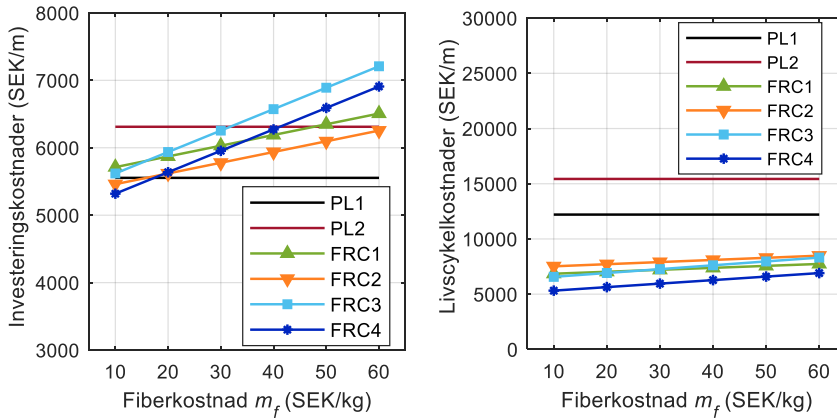 Investeringskostnader (SEK/m)
8000
7000
6000
5000
4000
3000
10 20 30 40 50 60
Fiberkostnad m_f (SEK/kg)
PL1
PL2
FRC1
FRC2
FRC3
FRC4
Livscykelkostnader (SEK/m)
30000
25000
20000
15000
10000
5000
0
10 20 30 40 50 60
Fiberkostnad m_f (SEK/kg)
PL1
PL2
FRC1
FRC2
FRC3
FRC4